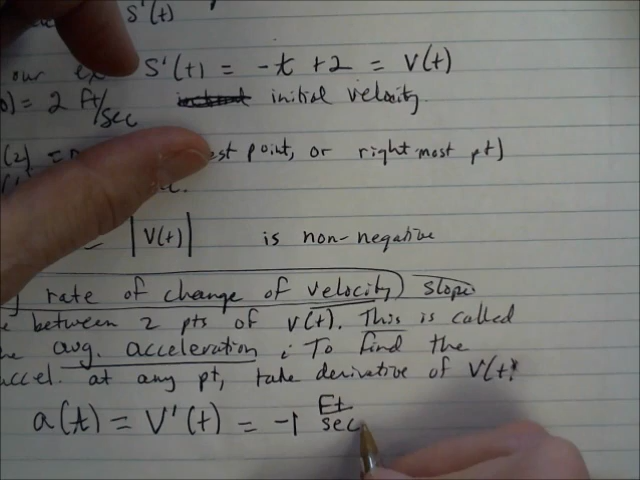 S'(t)
our S'(t) = -t + 2 = V(t)
) = 2 Ft/sec initial velocity.
(2) = est point, or right-most pt)
= |V(t)| is non-negative
rate of change of velocity) slope
between 2 pts of V(t). This is called
avg. acceleration ; To find the
accel. at any pt, take derivative of V(t)
a(t) = V'(t) = -1 Ft/sec